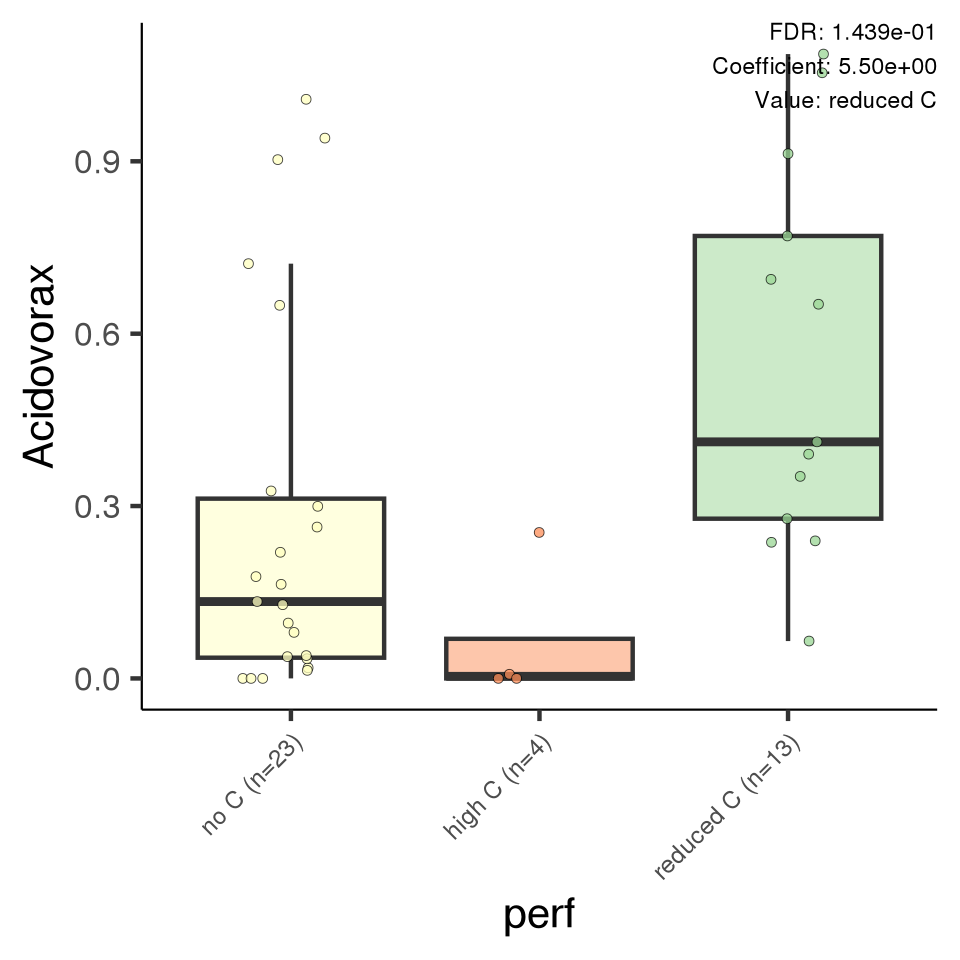 FDR: 1.439e-01
Coefficient: 5.50e+00
Value: reduced C
Acidovorax
0.9
0.6
0.3
0.0
no C (n=23)
high C (n=4)
reduced C (n=13)
perf